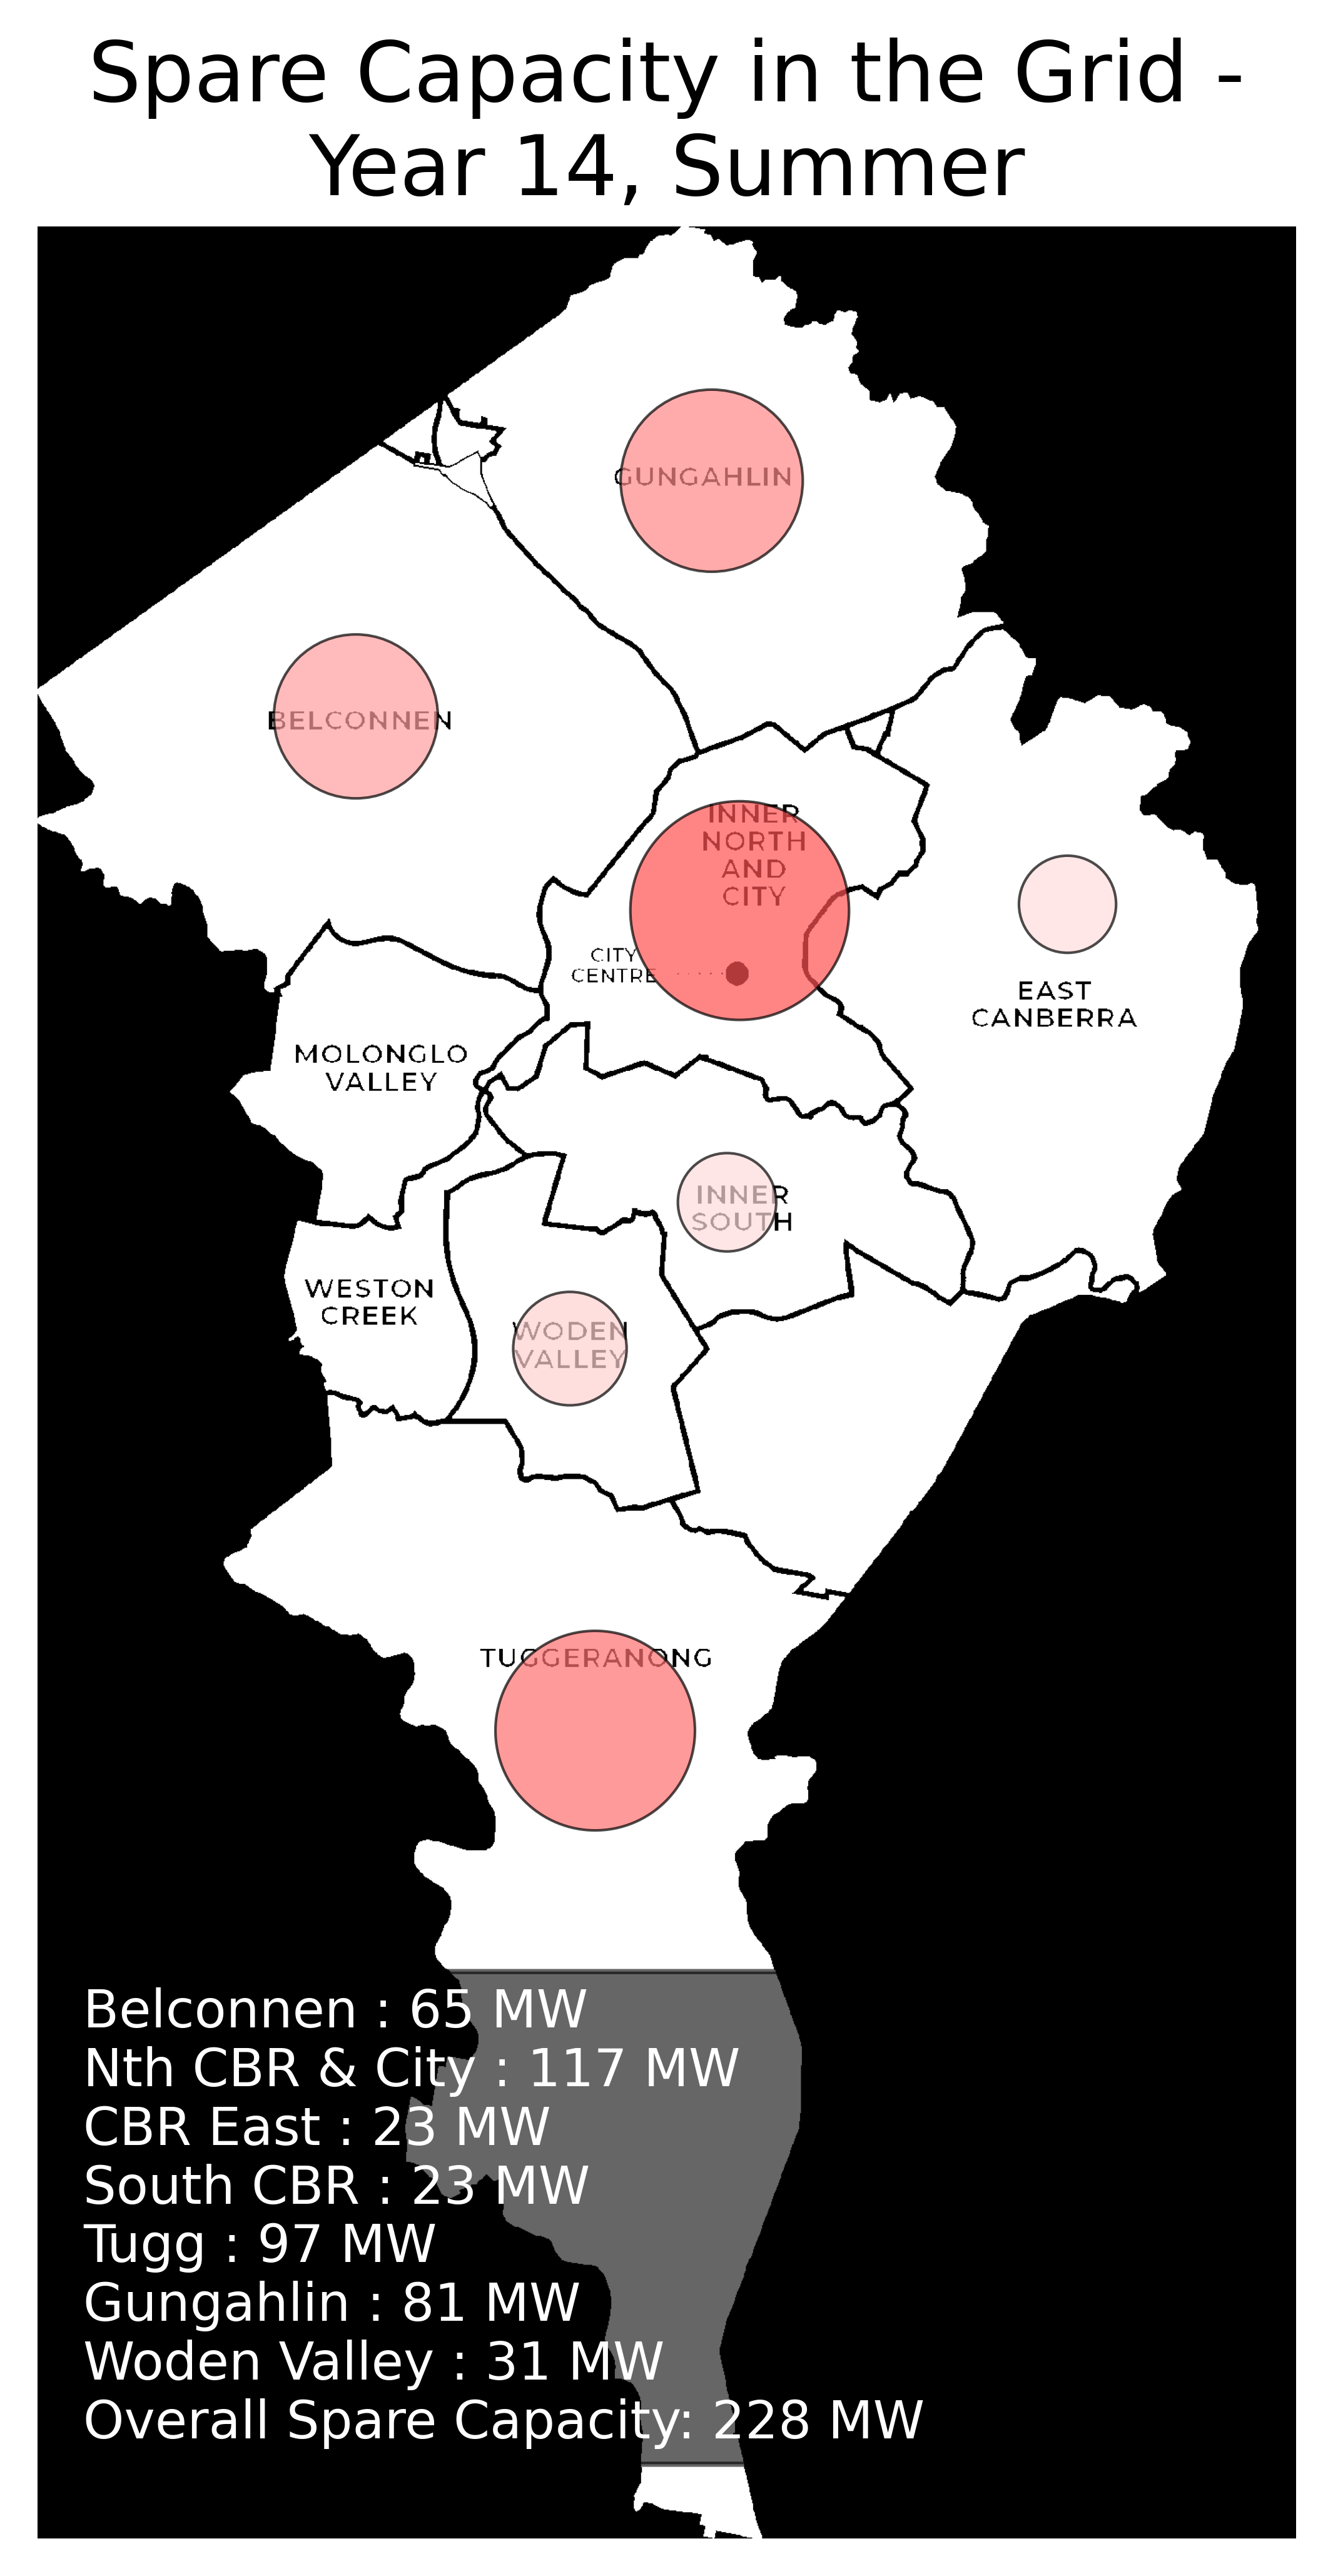 Spare Capacity in the Grid -
Year 14, Summer
GUNGAHLIN
BELCONNEN
INNER
NORTH
AND
CITY
CITY
CENTRE
EAST
CANBERRA
MOLONGLO
VALLEY
INNER
SOUTH
WESTON
CREEK
WODEN
VALLEY
TUGGERANONG
Belconnen : 65 MW
Nth CBR & City : 117 MW
CBR East : 23 MW
South CBR : 23 MW
Tugg : 97 MW
Gungahlin : 81 MW
Woden Valley : 31 MW
Overall Spare Capacity: 228 MW